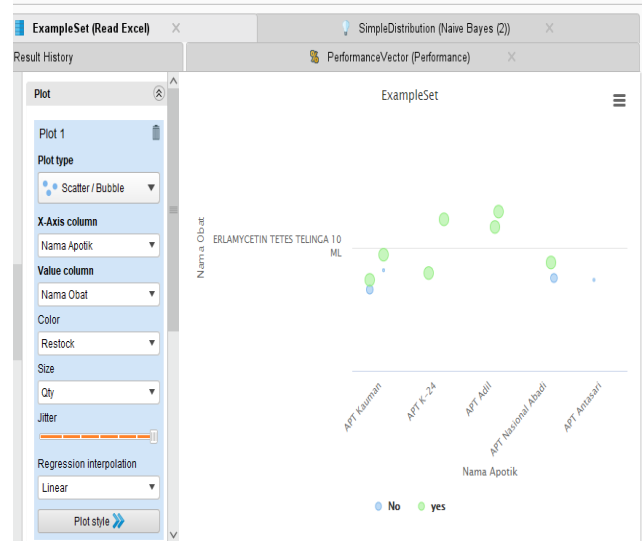 ExampleSet (Read Excel)
SimpleDistribution (Naive Bayes (2))
Result History
PerformanceVector (Performance)
Plot
Plot 1
Plot type
Scatter / Bubble
X-Axis column
Nama Apotik
Value column
Nama Obat
Color
Restock
Size
Qty
Jitter
Regression interpolation
Linear
Plot style
ExampleSet
Nama Obat
ERLAMYCETIN TETES TELINGA 10
ML
APT Kauman
APT K-24
APT Adil
APT Nasional Abadi
APT Antasari
Nama Apotik
No
yes